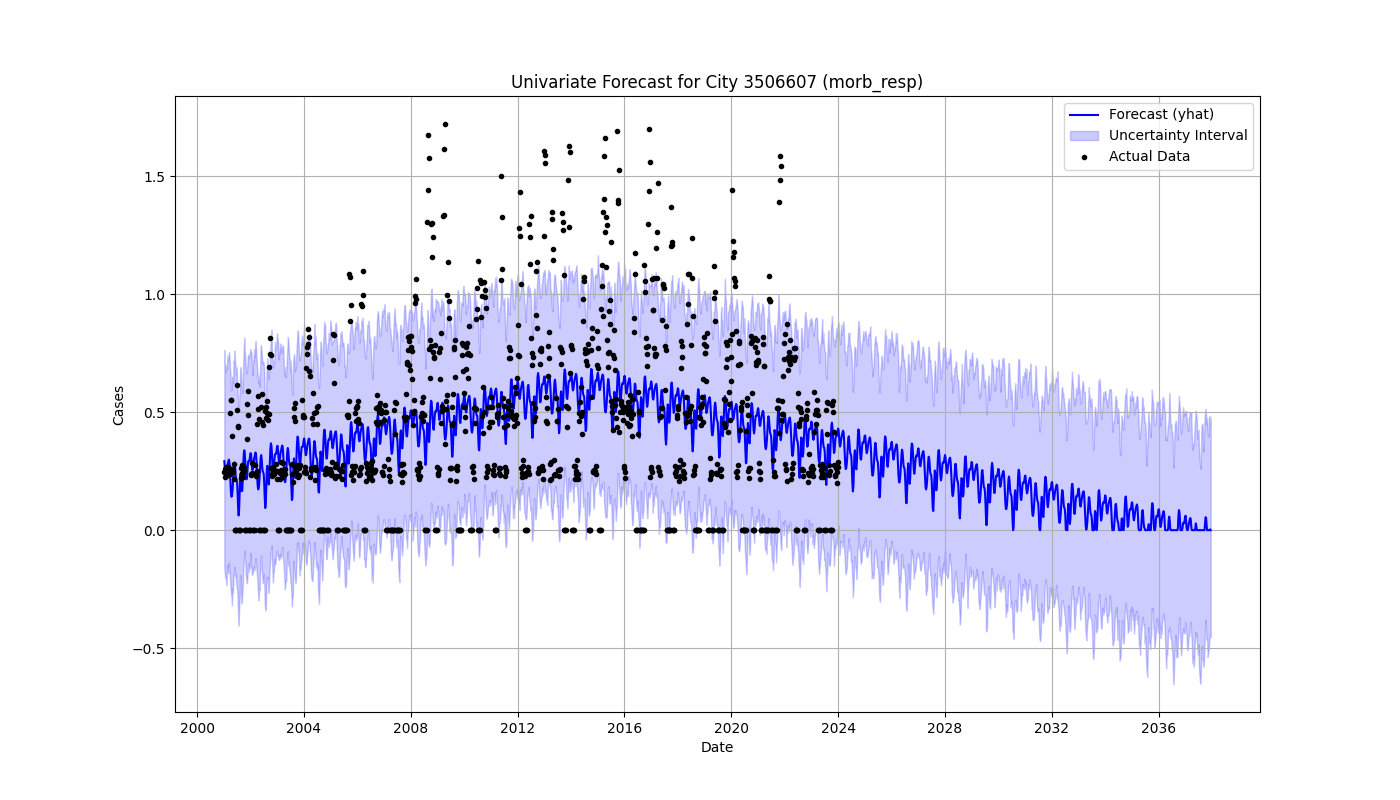 Univariate Forecast for City 3506607 (morb_resp)
Forecast (yhat)
Uncertainty Interval
Actual Data
Cases
1.5
1.0
0.5
0.0
−0.5
2000 2004 2008 2012 2016 2020 2024 2028 2032 2036
Date